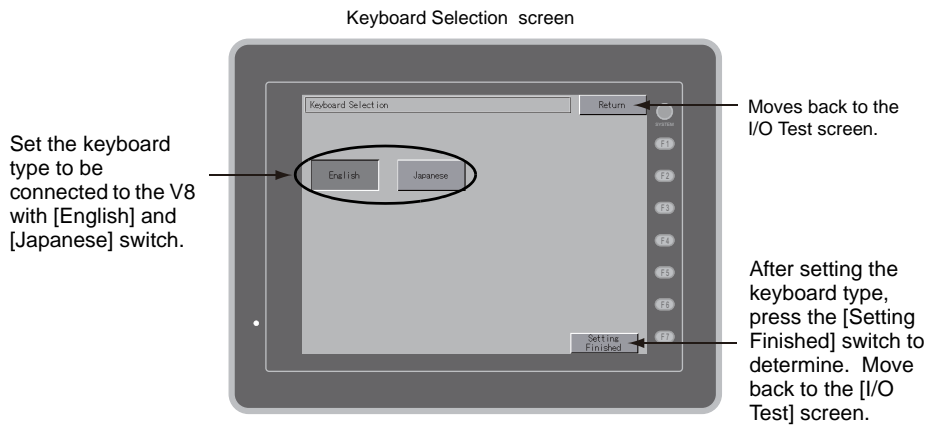 Keyboard Selection screen
Keyboard Selection
Return
SYSTEM
F1
F2
F3
F4
F5
F6
F7
English
Japanese
Setting
Finished
Set the keyboard
type to be
connected to the V8
with [English] and
[Japanese] switch.
Moves back to the
I/O Test screen.
After setting the
keyboard type,
press the [Setting
Finished] switch to
determine. Move
back to the [I/O
Test] screen.